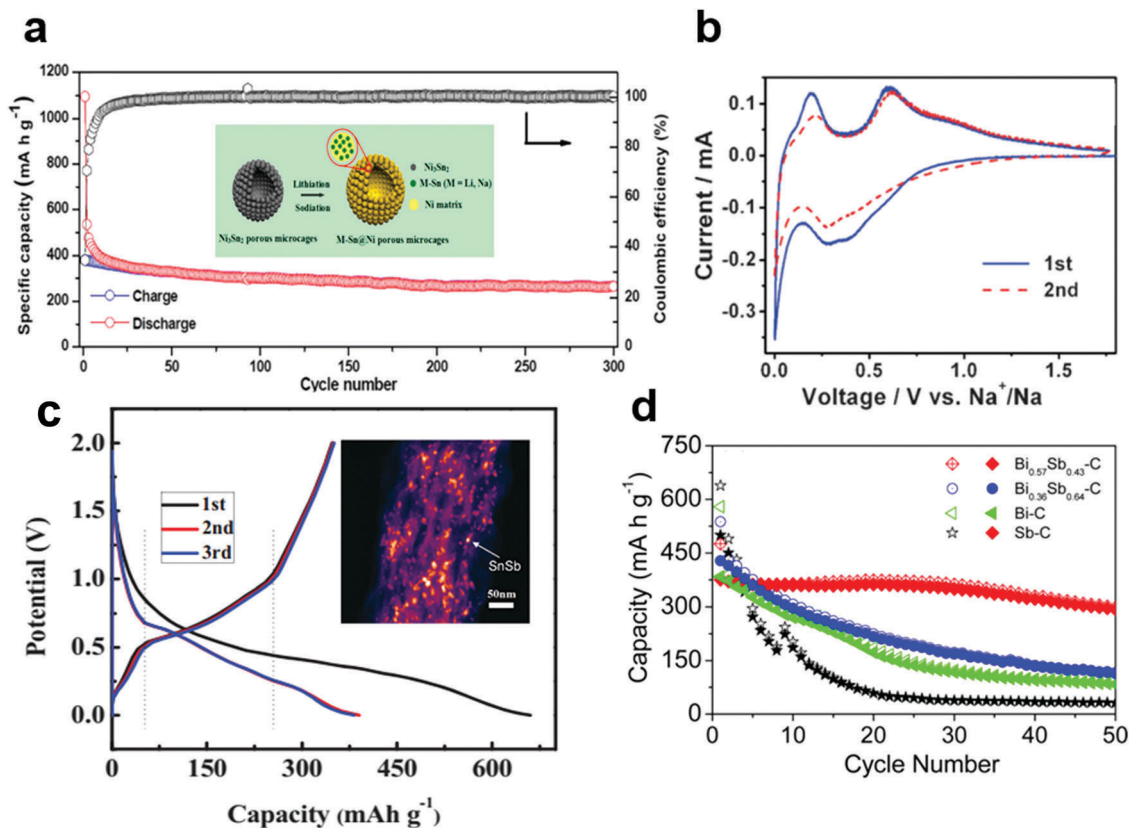 a
Specific capacity (mA h g⁻¹)
1200
1100
1000
800
600
400
200
0
Ni₃Sn₂
M-Sn (M = Li, Na)
Ni matrix
Lithiation
Sodiation
Ni₃Sn₂ porous microcages
M-Sn@Ni porous microcages
Charge
Discharge
0 50 100 150 200 250 300
Cycle number
100
80
60
40
20
0
Coulombic efficiency (%)
b
Current / mA
0.1
0.0
-0.1
-0.2
-0.3
1st
2nd
0.0 0.5 1.0 1.5
Voltage / V vs. Na⁺/Na
c
Potential (V)
2.0
1.5
1.0
0.5
0.0
1st
2nd
3rd
SnSb
50nm
0 150 300 450 600
Capacity (mAh g⁻¹)
d
Capacity (mA h g⁻¹)
750
600
450
300
150
0
Bi₀.₅₇Sb₀.₄₃-C
Bi₀.₃₆Sb₀.₆₄-C
Bi-C
Sb-C
0 10 20 30 40 50
Cycle Number